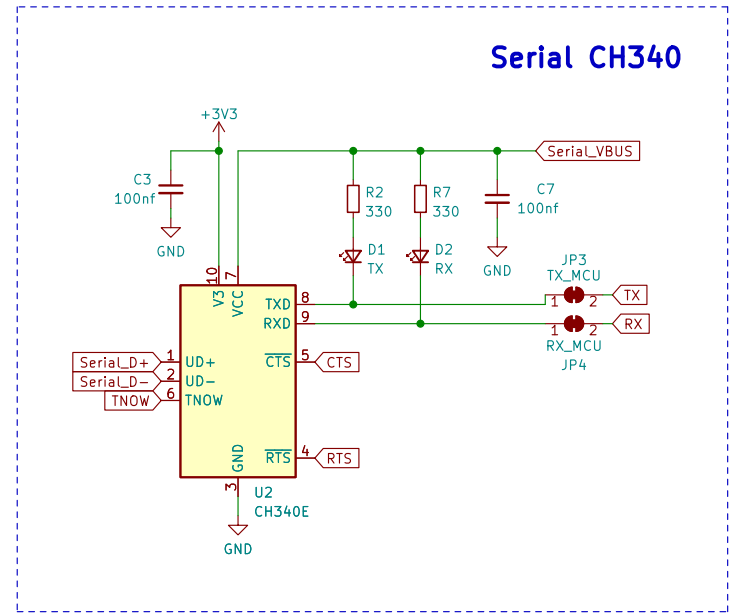 Serial CH340
+3V3
Serial_VBUS
C3
100nf
GND
R2
330
R7
330
C7
100nf
GND
D1
TX
D2
RX
JP3
TX_MCU
1 2
TX
1 2
RX
RX_MCU
JP4
10
7
V3
VCC
TXD 8
RXD 9
CTS 5
CTS
RTS 4
RTS
Serial_D+ 1 UD+
Serial_D- 2 UD-
TNOW 6 TNOW
GND
3
U2
CH340E
GND